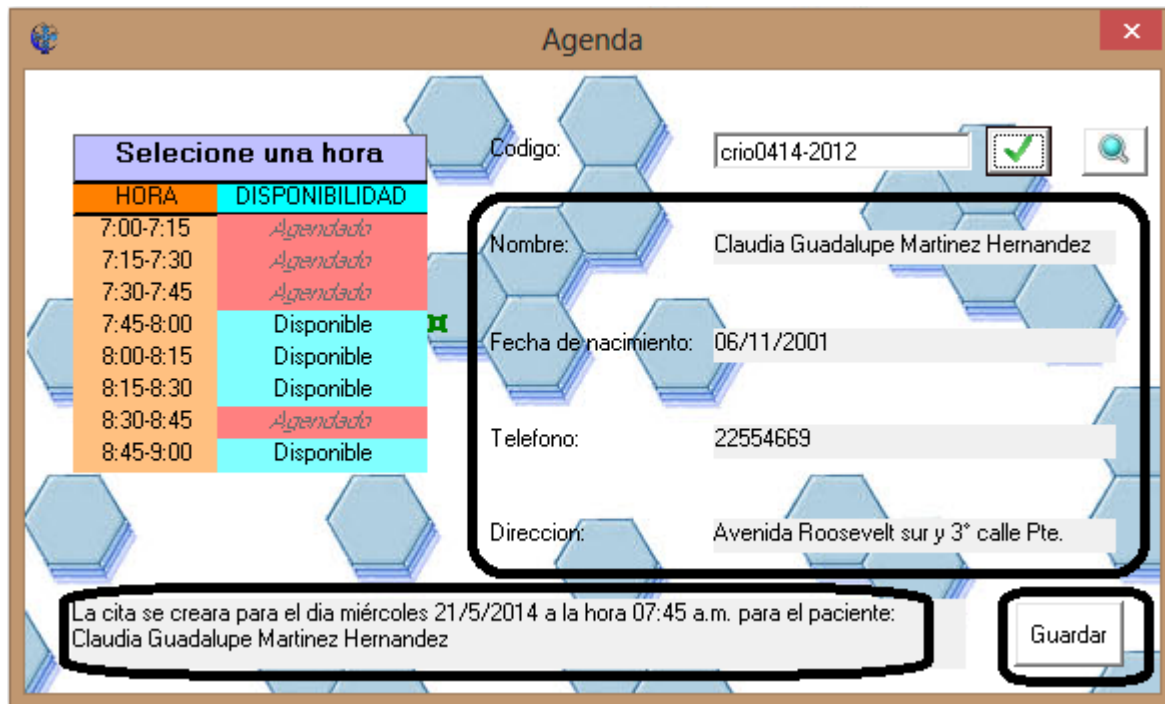 Agenda
Selecione una hora
HORA DISPONIBILIDAD
7:00-7:15 Agendado
7:15-7:30 Agendado
7:30-7:45 Agendado
7:45-8:00 Disponible
8:00-8:15 Disponible
8:15-8:30 Disponible
8:30-8:45 Agendado
8:45-9:00 Disponible
Codigo: crio0414-2012
Nombre: Claudia Guadalupe Martinez Hernandez
Fecha de nacimiento: 06/11/2001
Telefono: 22554669
Direccion: Avenida Roosevelt sur y 3° calle Pte.
La cita se creara para el dia miércoles 21/5/2014 a la hora 07:45 a.m. para el paciente:
Claudia Guadalupe Martinez Hernandez
Guardar